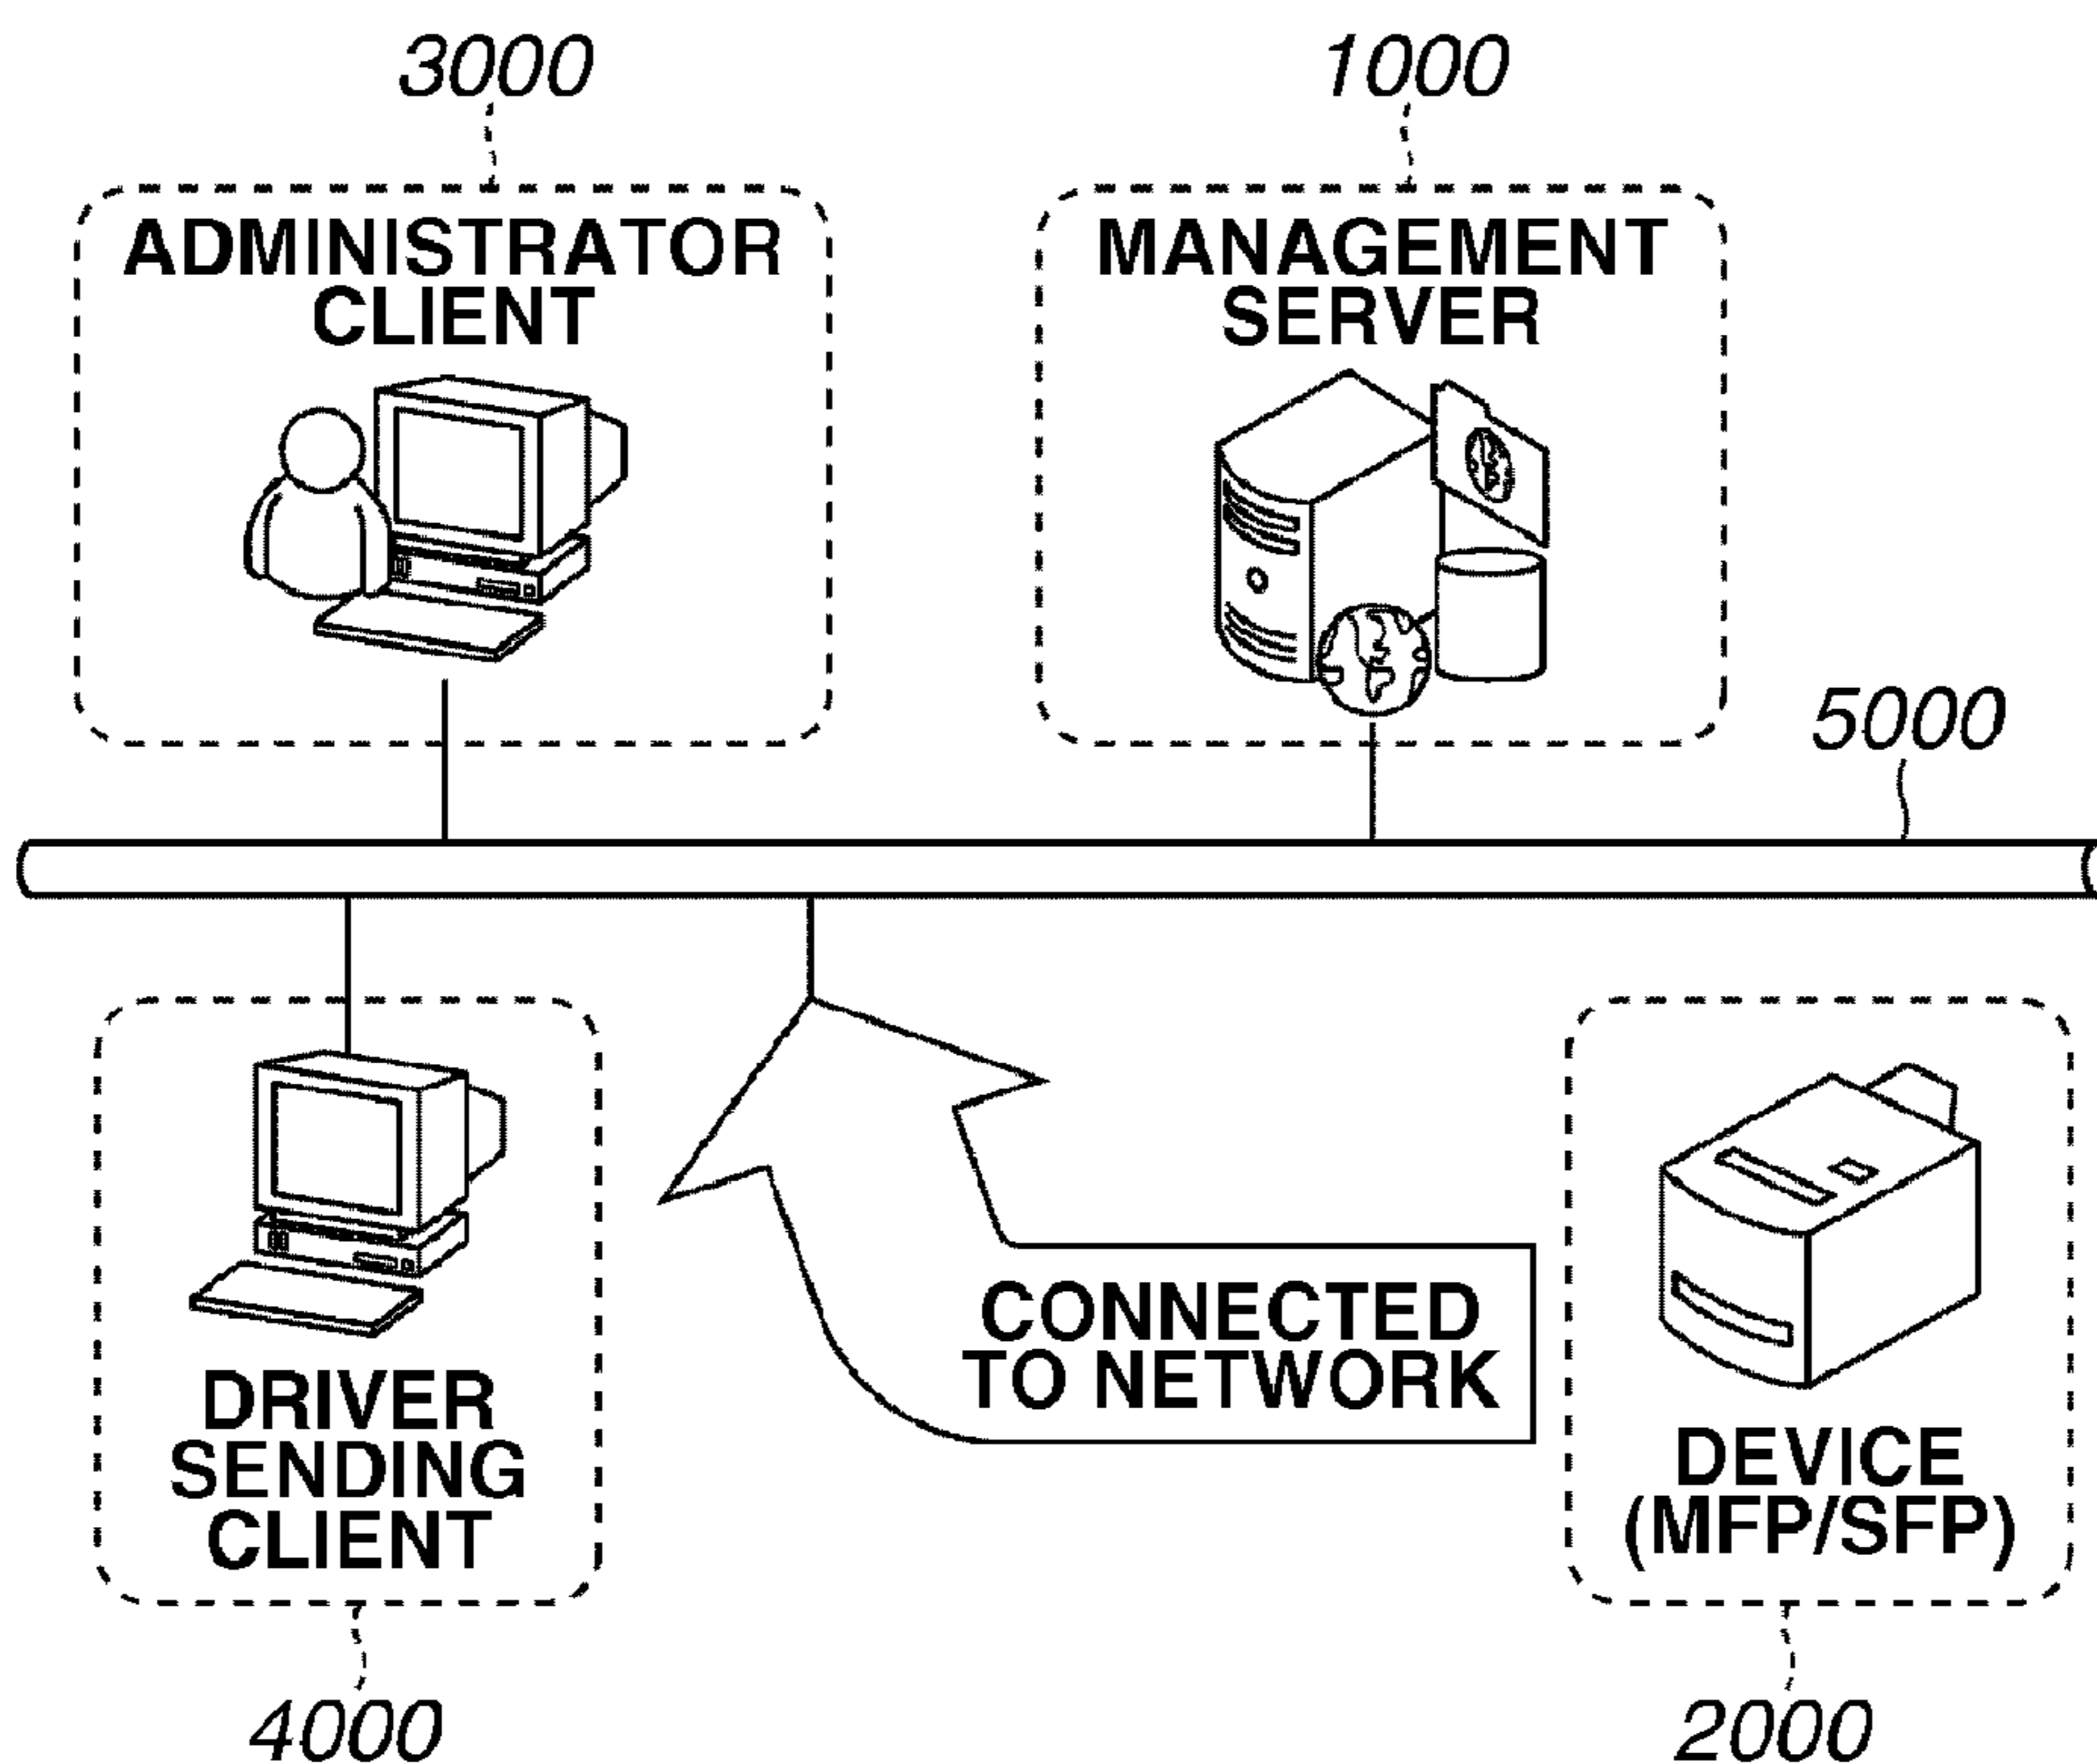 3000
1000
ADMINISTRATOR
CLIENT
MANAGEMENT
SERVER
5000
CONNECTED
TO NETWORK
DRIVER
SENDING
CLIENT
DEVICE
(MFP/SFP)
4000
2000